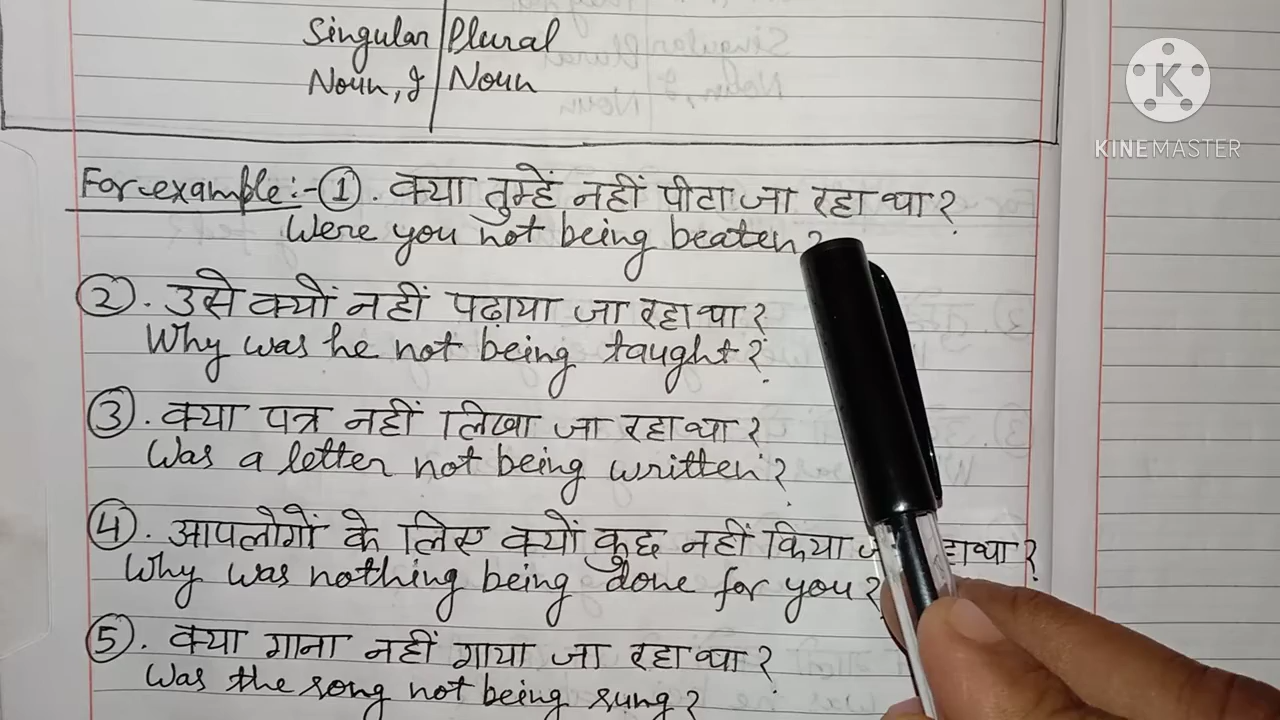 Singular | Plural
Noun, I | Noun
K
KINEMASTER
For example:- ①. क्या तुम्हें नहीं पीटा जा रहा था?
Were you not being beaten?
②. उसे क्यों नहीं पढ़ाया जा रहा था?
Why was he not being taught?
③. क्या पत्र नहीं लिखा जा रहा था?
Was a letter not being written?
④. आपलोगों के लिए क्यों कुछ नहीं किया था?
Why was nothing being done for you?
⑤. क्या गाना नहीं गाया जा रहा था?
Was the song not being sung?